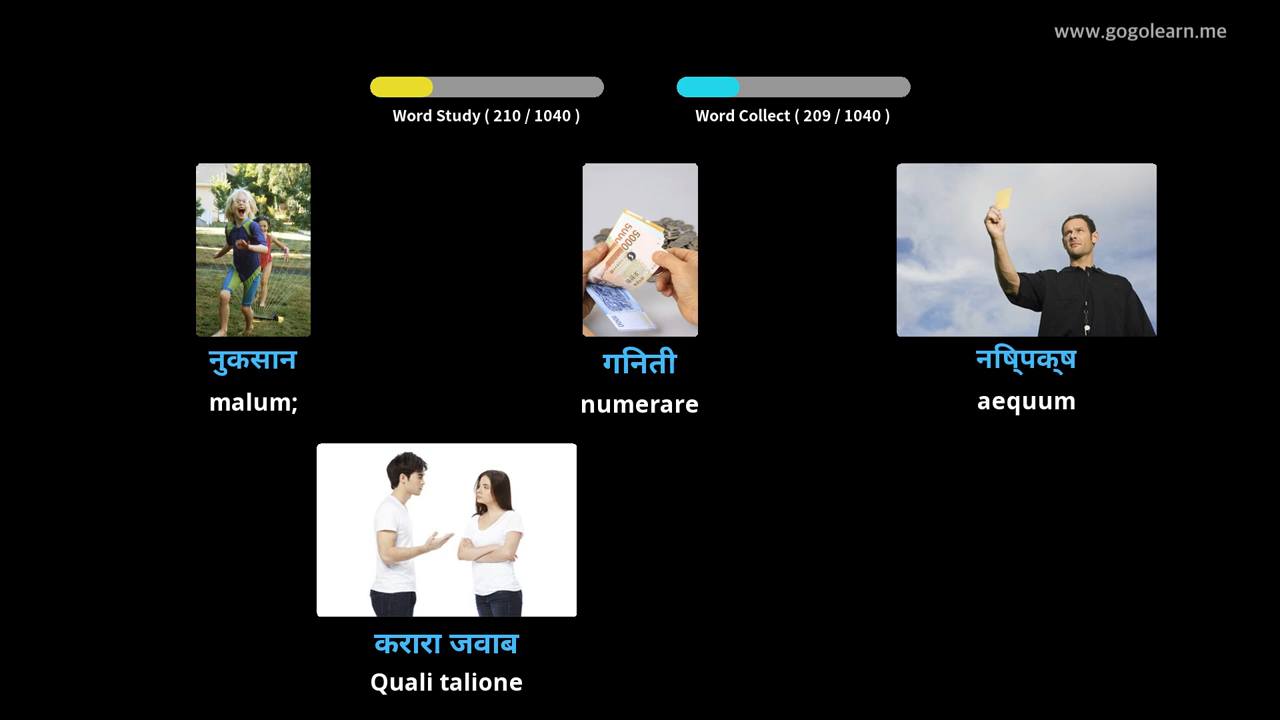 www.gogolearn.me
Word Study ( 210 / 1040 )
Word Collect ( 209 / 1040 )
नुकसान
गनिती
नषि्पक्ष
malum;
numerare
aequum
करारा जवाब
Quali talione